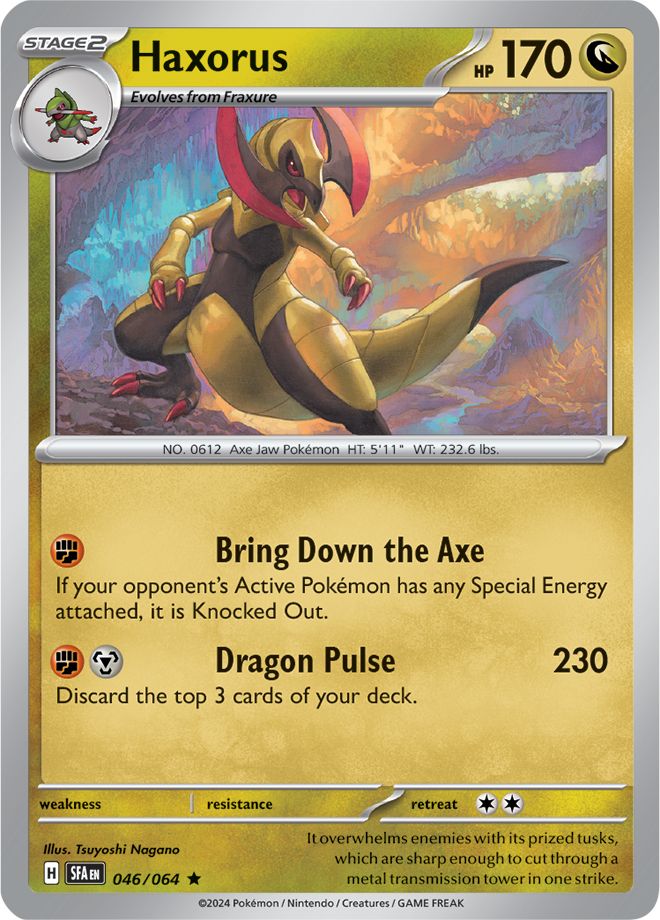 STAGE2
Haxorus
HP 170
Evolves from Fraxure
NO. 0612 Axe Jaw Pokémon HT: 5'11" WT: 232.6 lbs.
Bring Down the Axe
If your opponent's Active Pokémon has any Special Energy
attached, it is Knocked Out.
Dragon Pulse 230
Discard the top 3 cards of your deck.
weakness resistance retreat
Illus. Tsuyoshi Nagano
It overwhelms enemies with its prized tusks,
which are sharp enough to cut through a
metal transmission tower in one strike.
H SFA EN 046/064 ★
©2024 Pokémon / Nintendo / Creatures / GAME FREAK